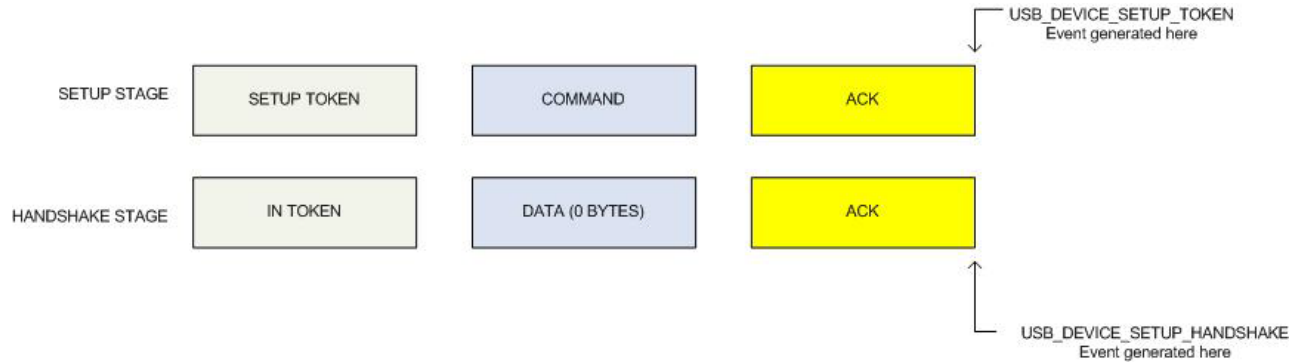 USB_DEVICE_SETUP_TOKEN
Event generated here
SETUP STAGE
SETUP TOKEN
COMMAND
ACK
HANDSHAKE STAGE
IN TOKEN
DATA (0 BYTES)
ACK
USB_DEVICE_SETUP_HANDSHAKE
Event generated here